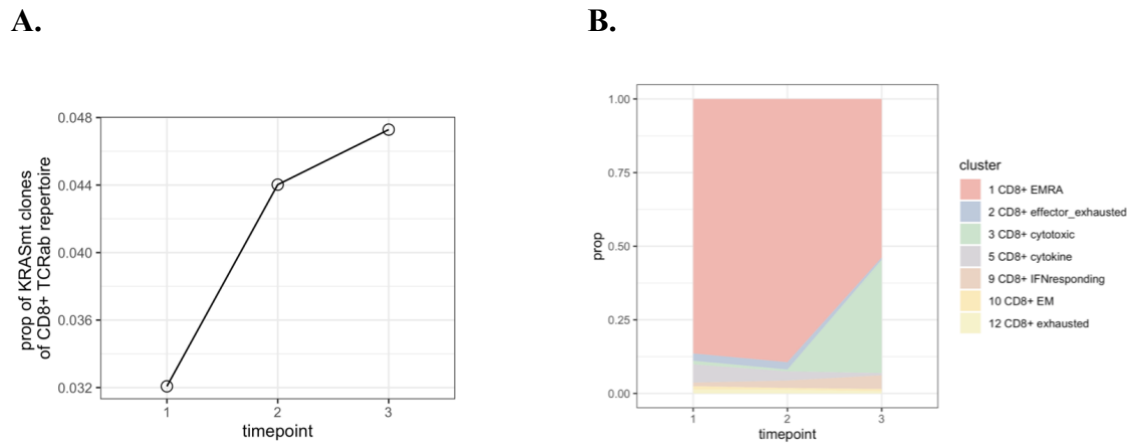 A.
B.
prop of KRASmt clones
of CD8+ TCRab repertoire
0.048
0.044
0.040
0.036
0.032
1 2 3
timepoint
prop
1.00
0.75
0.50
0.25
0.00
1 2 3
timepoint
cluster
1 CD8+ EMRA
2 CD8+ effector_exhausted
3 CD8+ cytotoxic
5 CD8+ cytokine
9 CD8+ IFNresponding
10 CD8+ EM
12 CD8+ exhausted